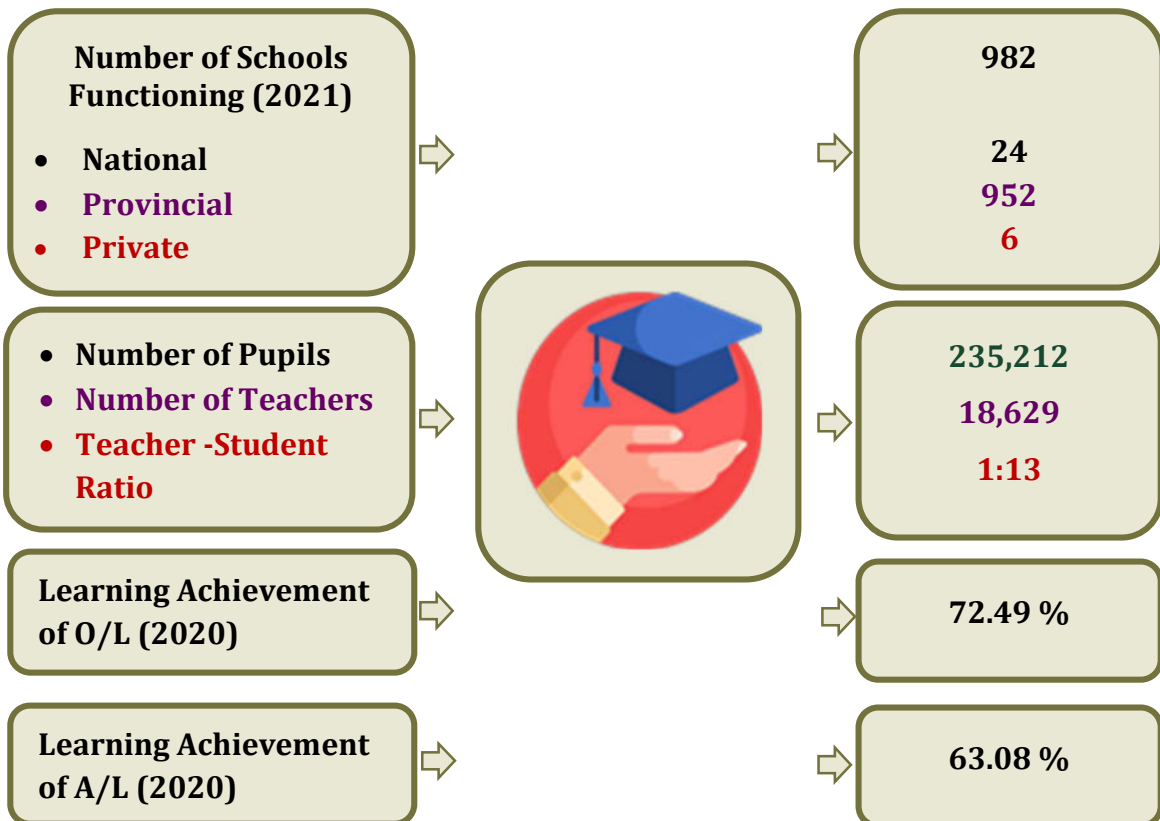 Number of Schools
Functioning (2021)
• National
• Provincial
• Private
982
24
952
6
• Number of Pupils
• Number of Teachers
• Teacher -Student
Ratio
235,212
18,629
1:13
Learning Achievement
of O/L (2020)
72.49 %
Learning Achievement
of A/L (2020)
63.08 %